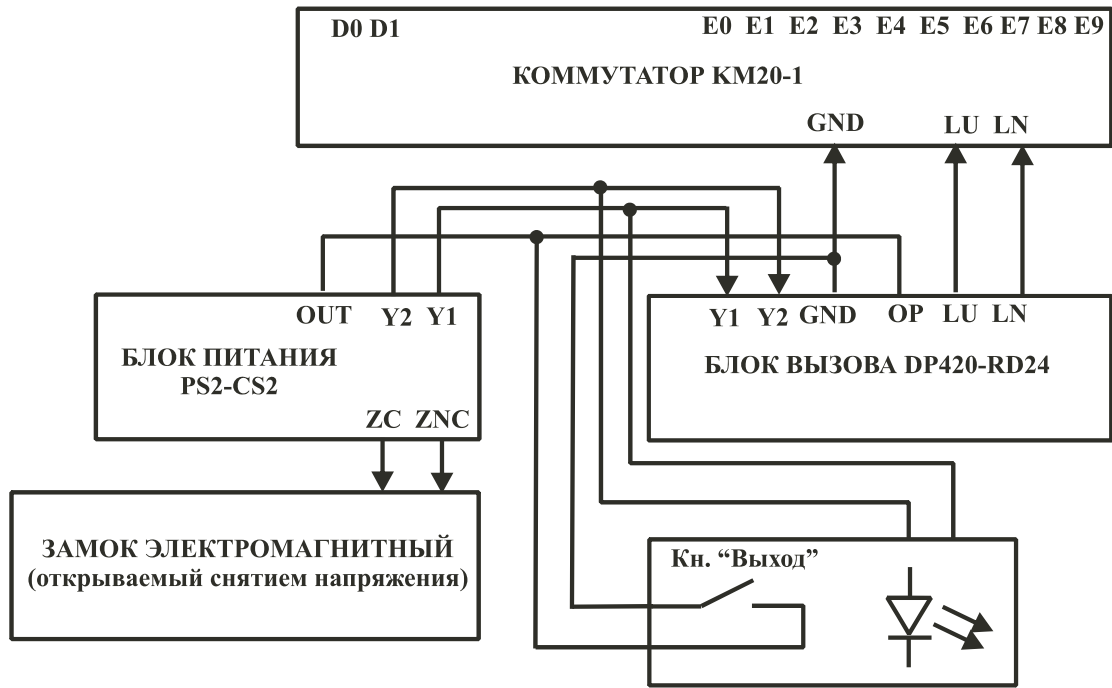 D0 D1 E0 E1 E2 E3 E4 E5 E6 E7 E8 E9
КОММУТАТОР KM20-1
GND LU LN
OUT Y2 Y1
БЛОК ПИТАНИЯ
PS2-CS2
ZC ZNC
Y1 Y2 GND OP LU LN
БЛОК ВЫЗОВА DP420-RD24
ЗАМОК ЭЛЕКТРОМАГНИТНЫЙ
(открываемый снятием напряжения)
Кн. “Выход”